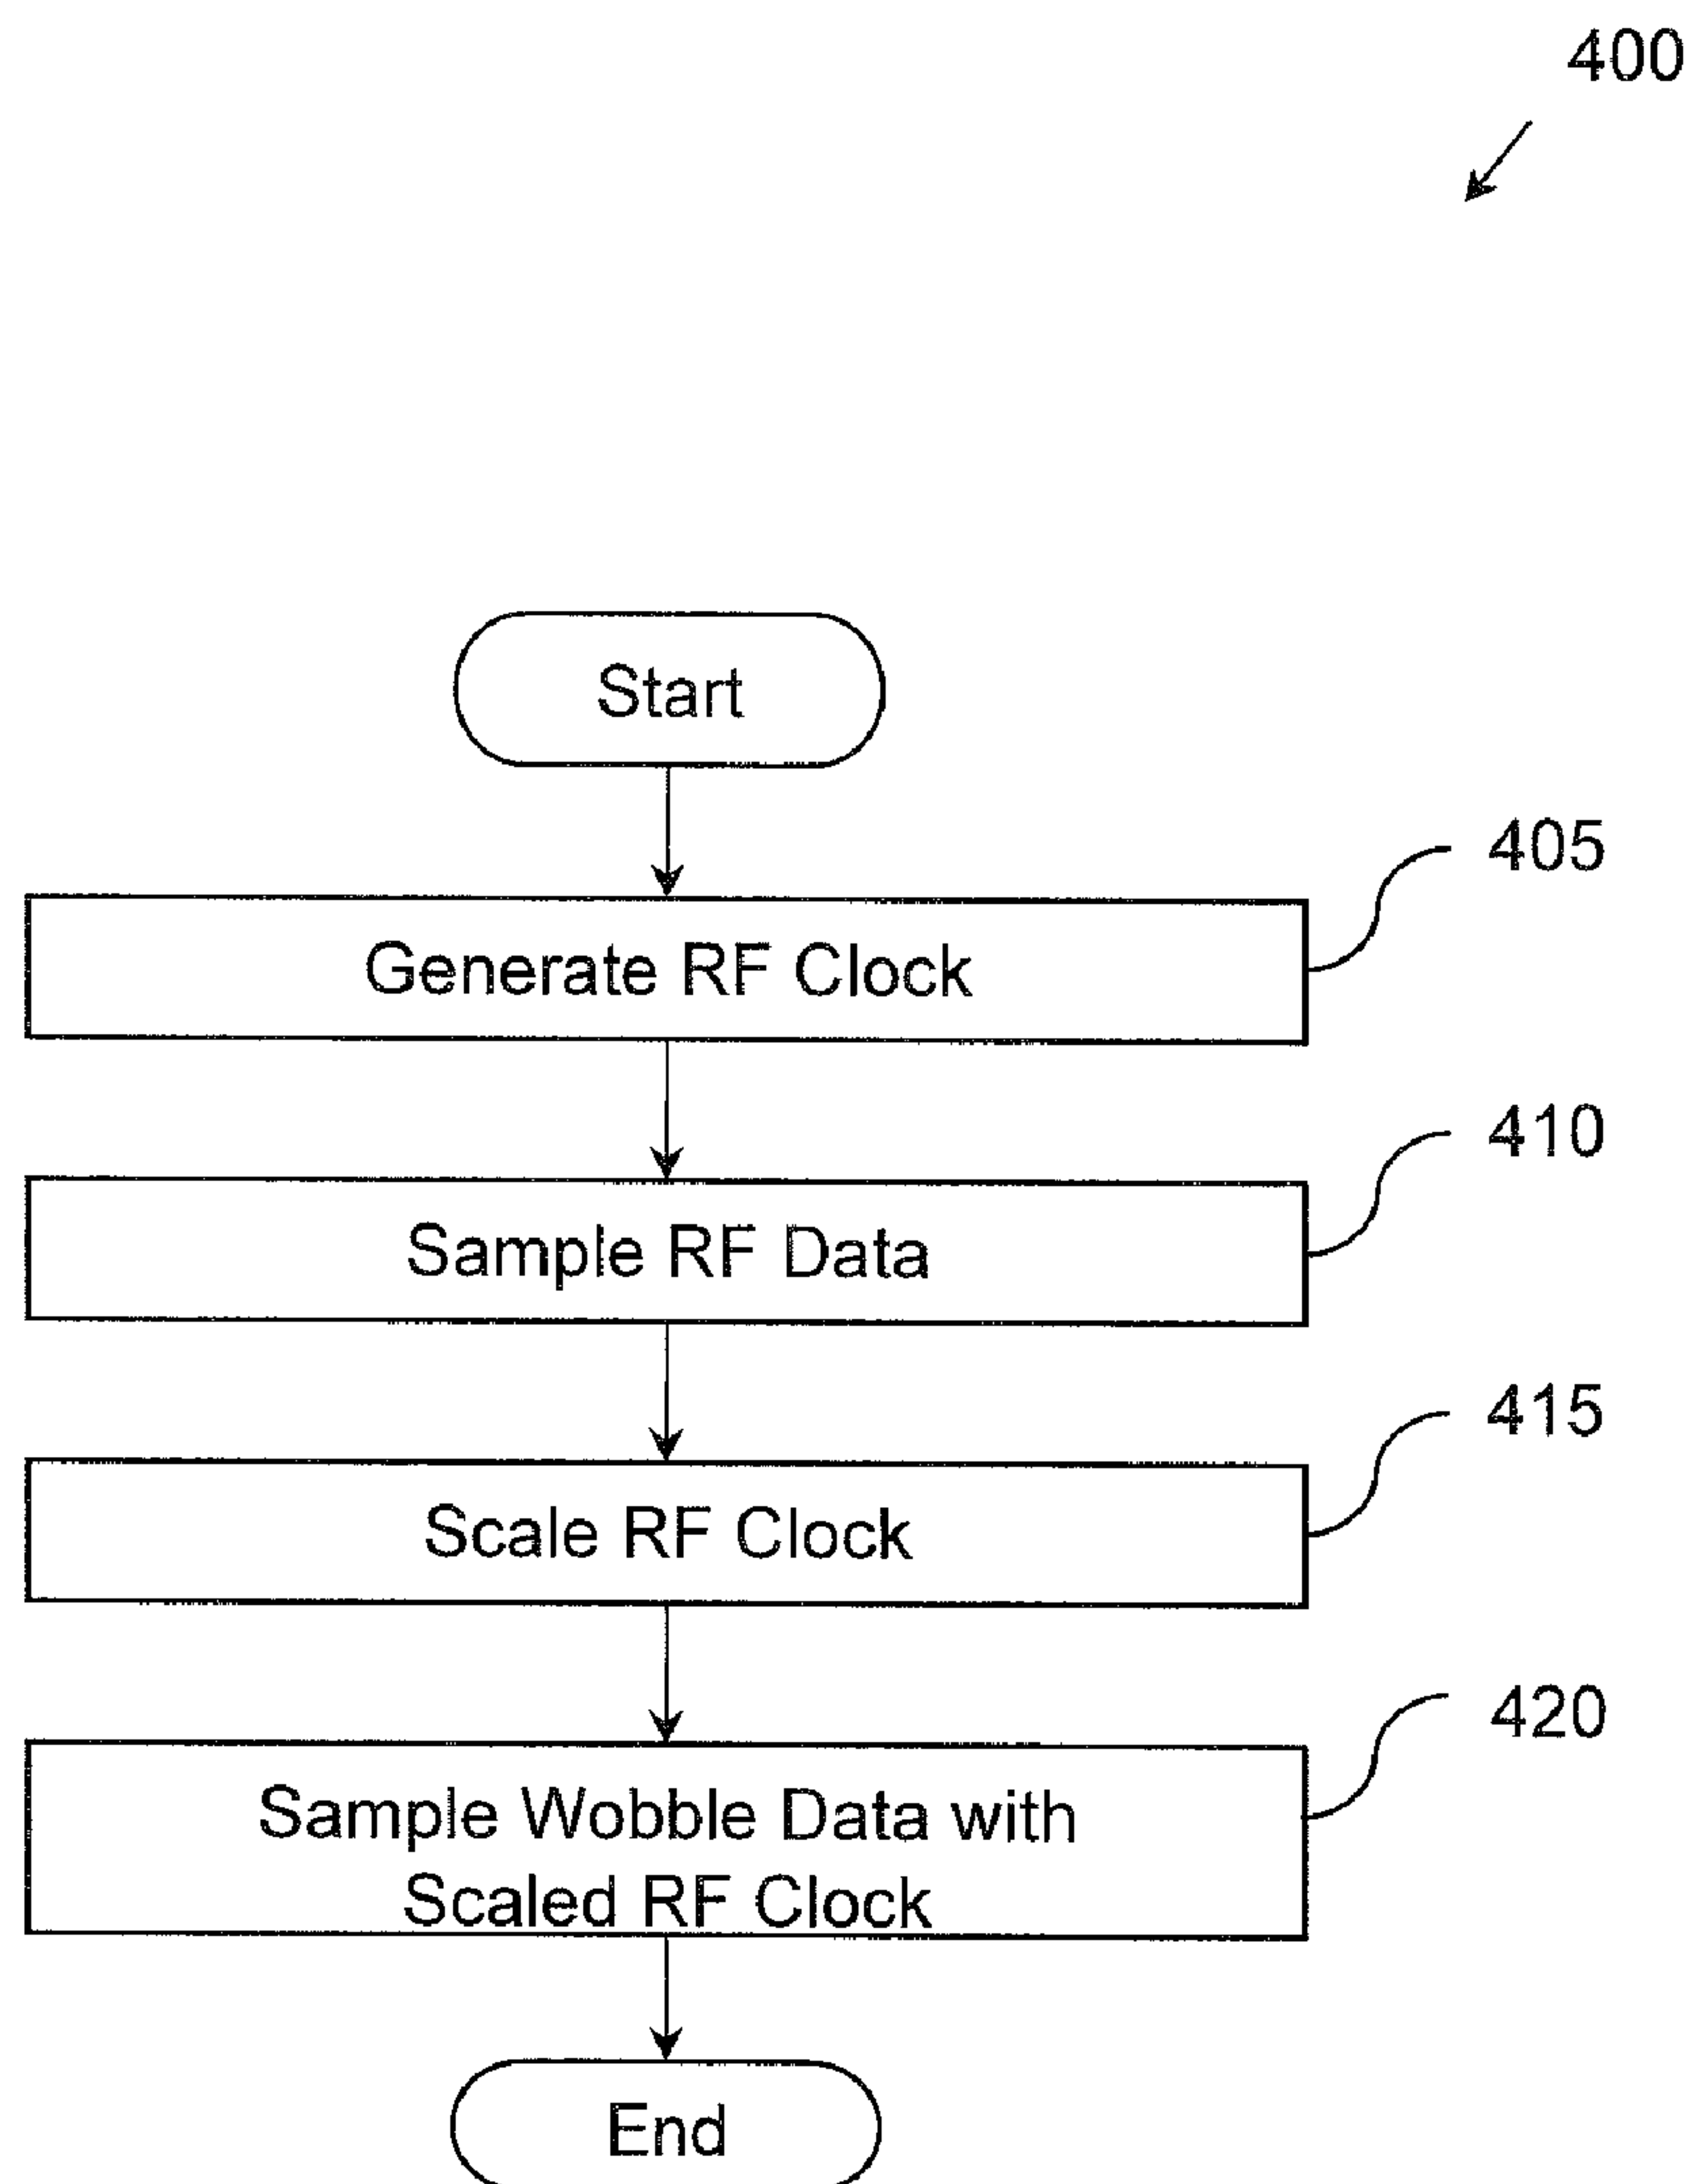 400
Start
405
Generate RF Clock
410
Sample RF Data
415
Scale RF Clock
420
Sample Wobble Data with
Scaled RF Clock
End